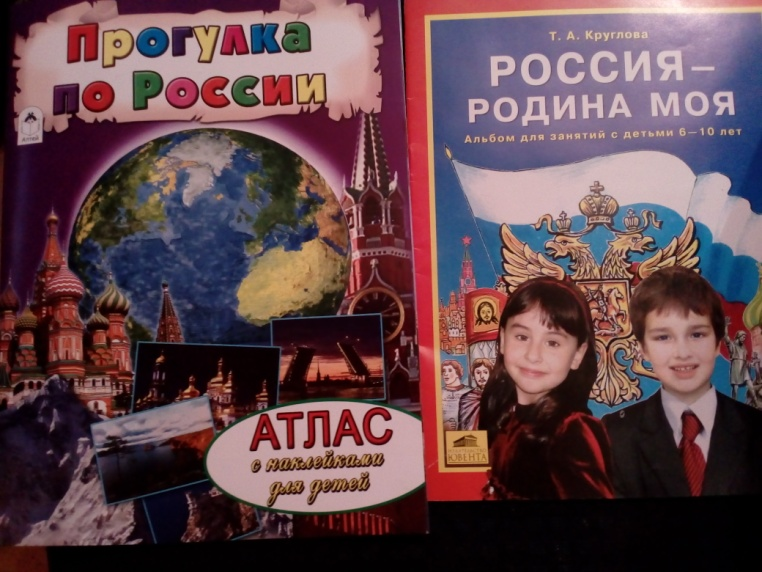 Прогулка
по России
АТЛАС
с наклейками
для детей
Т. А. Круглова
РОССИЯ –
РОДИНА МОЯ
Альбом для занятий с детьми 6–10 лет
ЮВЕНТА